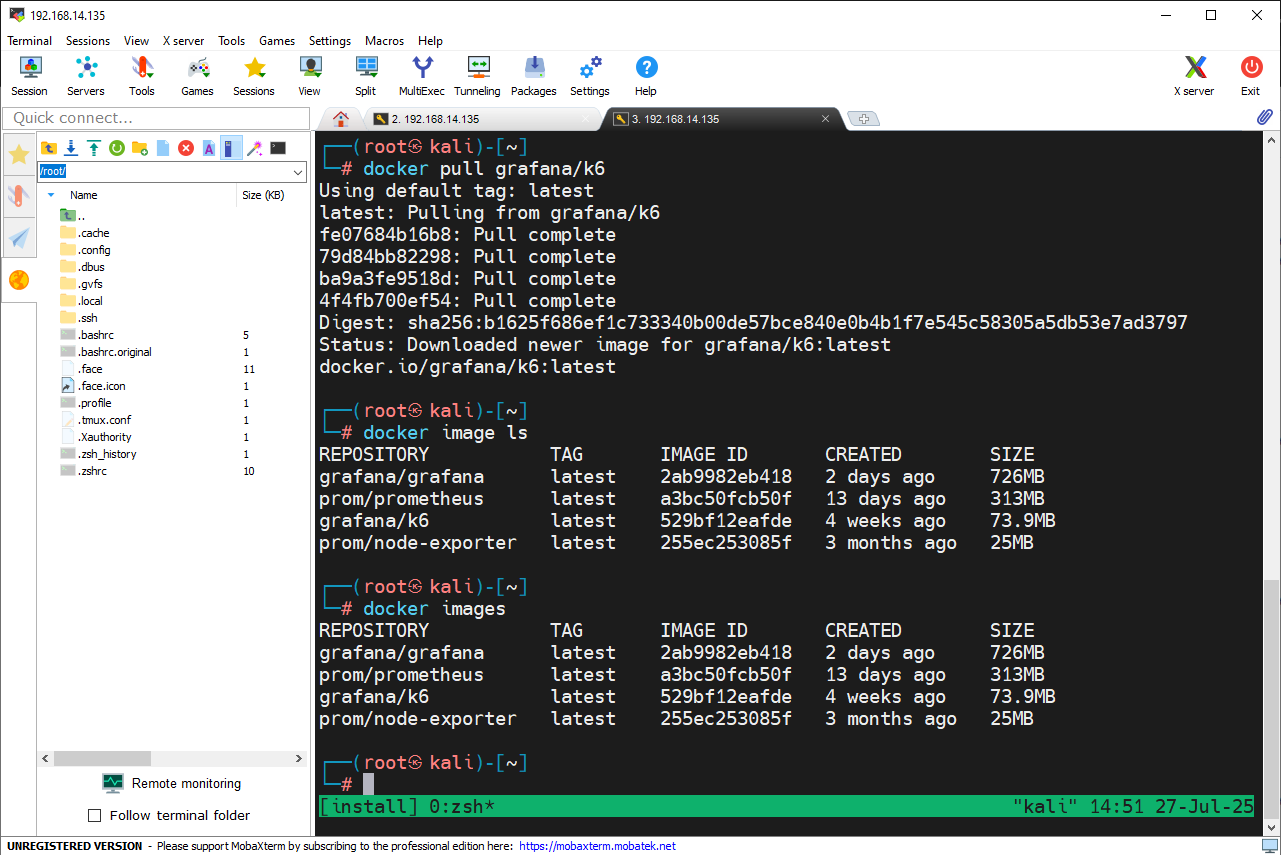 192.168.14.135
Terminal Sessions View X server Tools Games Settings Macros Help
Session Servers Tools Games Sessions View Split MultiExec Tunneling Packages Settings Help X server Exit
Quick connect...
2. 192.168.14.135
3. 192.168.14.135
/root/
Name Size (KB)
..
.cache
.config
.dbus
.gvfs
.local
.ssh
.bashrc 5
.bashrc.original 1
.face 11
.face.icon 1
.profile 1
.tmux.conf 1
.Xauthority 1
.zsh_history 1
.zshrc 10
Remote monitoring
Follow terminal folder
┌──(root㉿kali)-[~]
└─# docker pull grafana/k6
Using default tag: latest
latest: Pulling from grafana/k6
fe07684b16b8: Pull complete
79d84bb82298: Pull complete
ba9a3fe9518d: Pull complete
4f4fb700ef54: Pull complete
Digest: sha256:b1625f686ef1c733340b00de57bce840e0b4b1f7e545c58305a5db53e7ad3797
Status: Downloaded newer image for grafana/k6:latest
docker.io/grafana/k6:latest
┌──(root㉿kali)-[~]
└─# docker image ls
REPOSITORY TAG IMAGE ID CREATED SIZE
grafana/grafana latest 2ab9982eb418 2 days ago 726MB
prom/prometheus latest a3bc50fcb50f 13 days ago 313MB
grafana/k6 latest 529bf12eafde 4 weeks ago 73.9MB
prom/node-exporter latest 255ec253085f 3 months ago 25MB
┌──(root㉿kali)-[~]
└─# docker images
REPOSITORY TAG IMAGE ID CREATED SIZE
grafana/grafana latest 2ab9982eb418 2 days ago 726MB
prom/prometheus latest a3bc50fcb50f 13 days ago 313MB
grafana/k6 latest 529bf12eafde 4 weeks ago 73.9MB
prom/node-exporter latest 255ec253085f 3 months ago 25MB
┌──(root㉿kali)-[~]
└─#
[install] 0:zsh* "kali" 14:51 27-Jul-25
UNREGISTERED VERSION - Please support MobaXterm by subscribing to the professional edition here: https://mobaxterm.mobatek.net